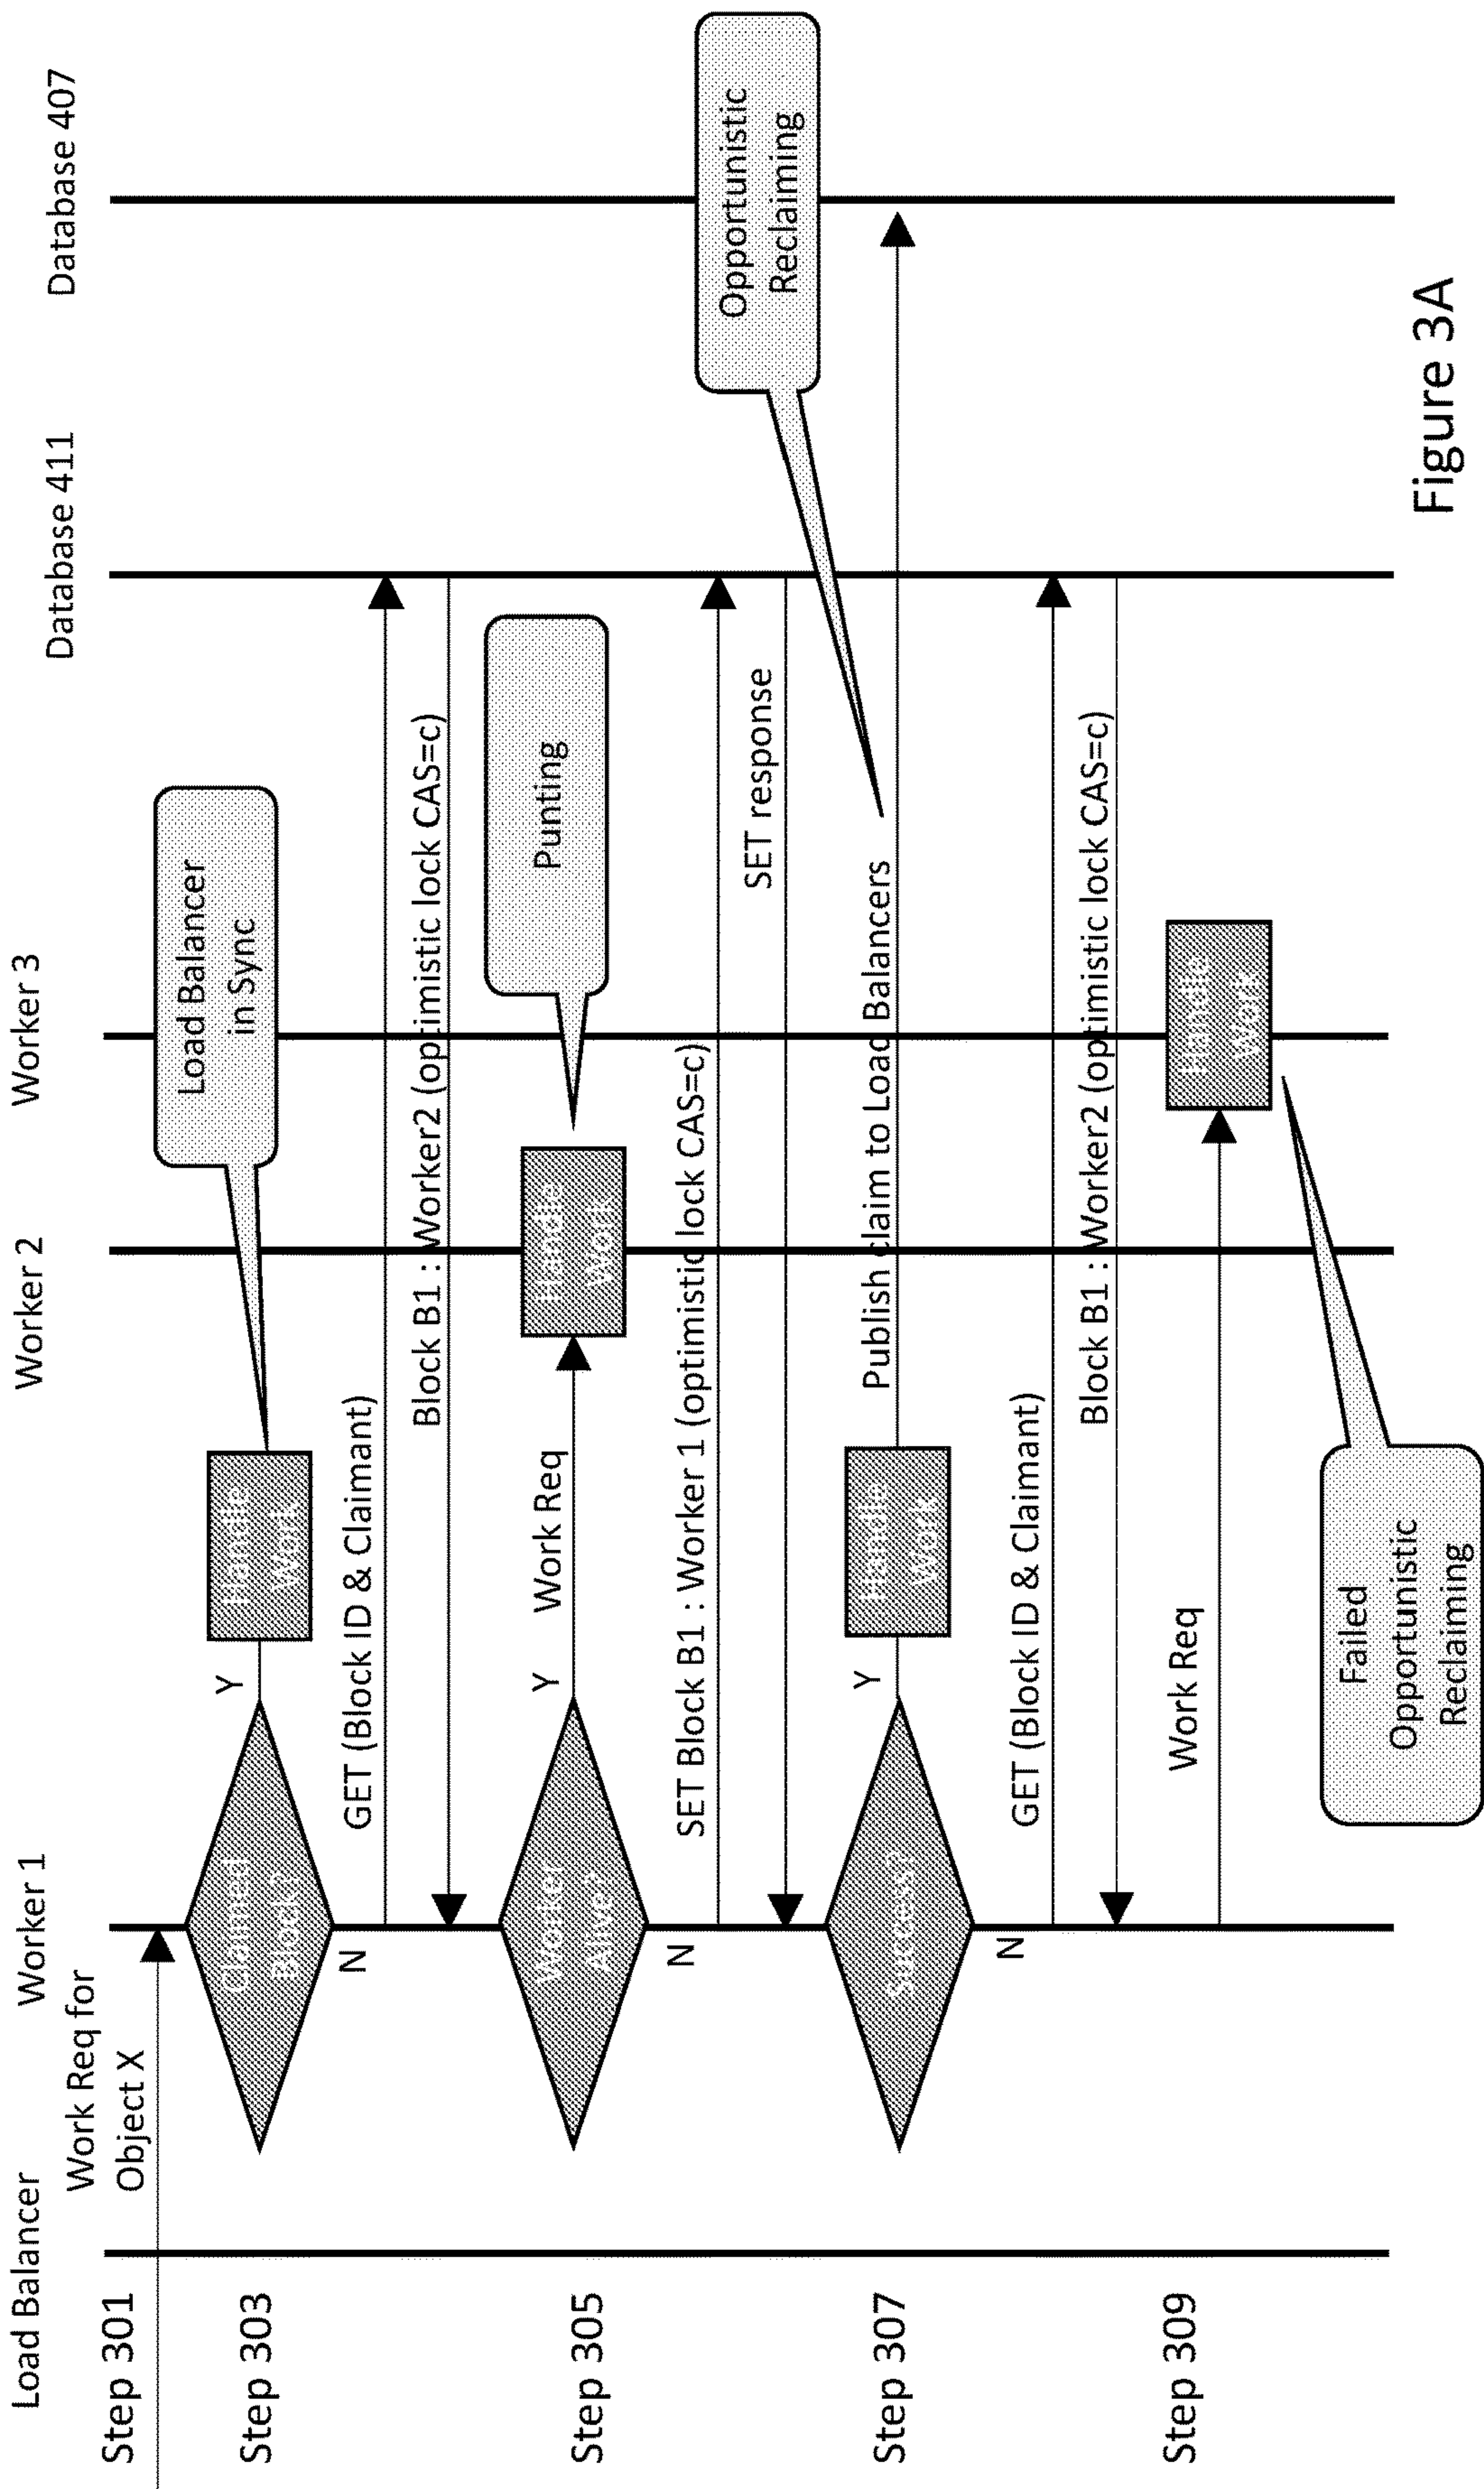 Load Balancer
Worker 1
Worker 2
Worker 3
Database 411
Database 407
Step 301
Work Req for
Object X
Step 303
Claimed
Block?
Y
Handle
Work
Load Balancer
in Sync
N
GET (Block ID & Claimant)
Block B1 : Worker2 (optimistic lock CAS=c)
Step 305
Worker
Alive?
Y
Work Req
Handle
Work
Punting
N
SET Block B1 : Worker 1 (optimistic lock CAS=c)
SET response
Step 307
Success?
Y
Handle
Work
Publish claim to Load Balancers
Opportunistic
Reclaiming
N
GET (Block ID & Claimant)
Block B1 : Worker2 (optimistic lock CAS=c)
Step 309
Work Req
Handle
Work
Failed
Opportunistic
Reclaiming
Figure 3A